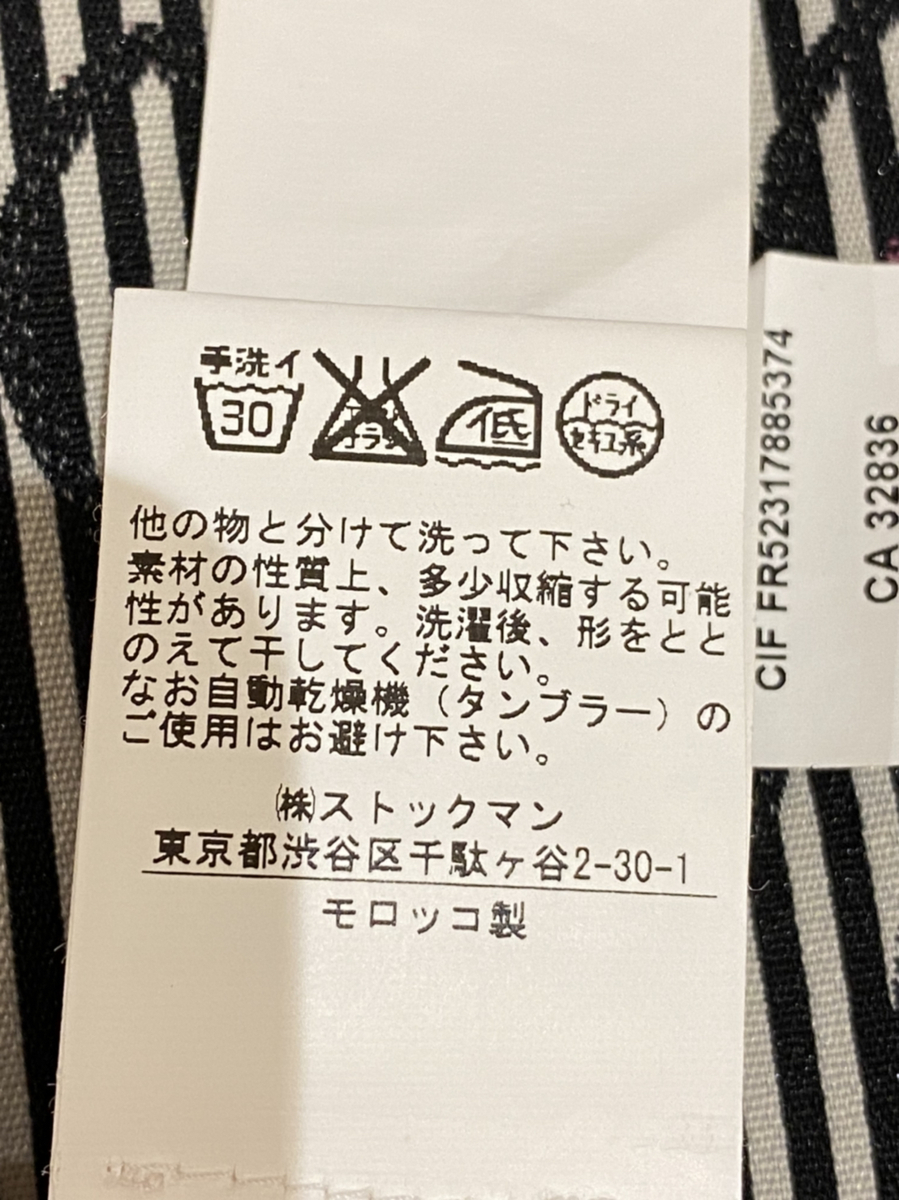 手洗イ
30
低
ドライ
セキユ系
他の物と分けて洗って下さい。
素材の性質上、多少収縮する可能
性があります。洗濯後、形をとと
のえて干してください。
なお自動乾燥機（タンブラー）の
ご使用はお避け下さい。
㈱ストックマン
東京都渋谷区千駄ヶ谷2-30-1
モロッコ製
CIF FR52317885374
CA 32836